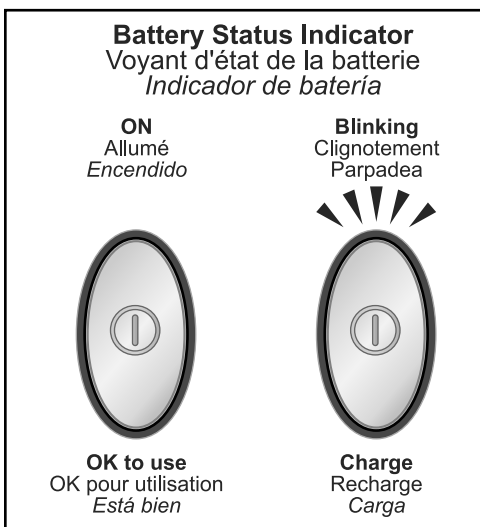 Battery Status Indicator
Voyant d'état de la batterie
Indicador de batería
ON
Allumé
Encendido
Blinking
Clignotement
Parpadea
OK to use
OK pour utilisation
Está bien
Charge
Recharge
Carga